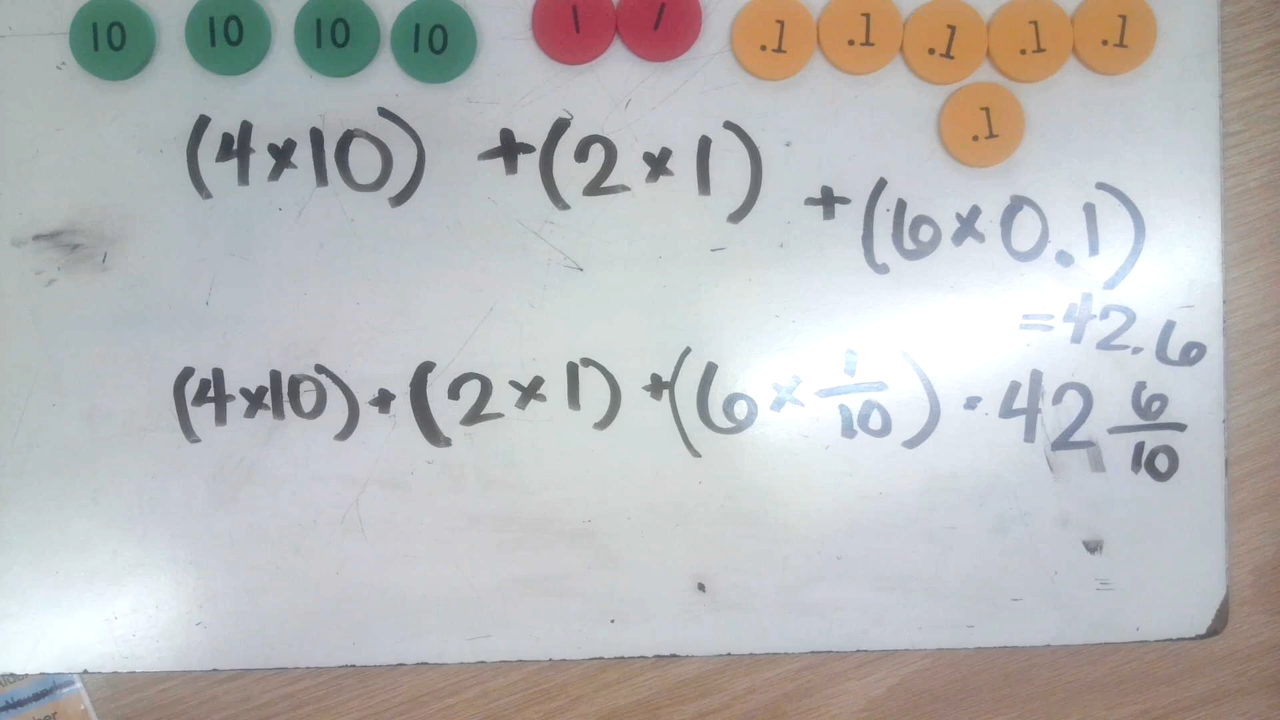 10 10 10 10 1 1 .1 .1 .1 .1 .1
.1
(4×10) +(2×1) +(6×0.1)
=42.6
(4×10)+(2×1)+(6×1/10)=42 6/10